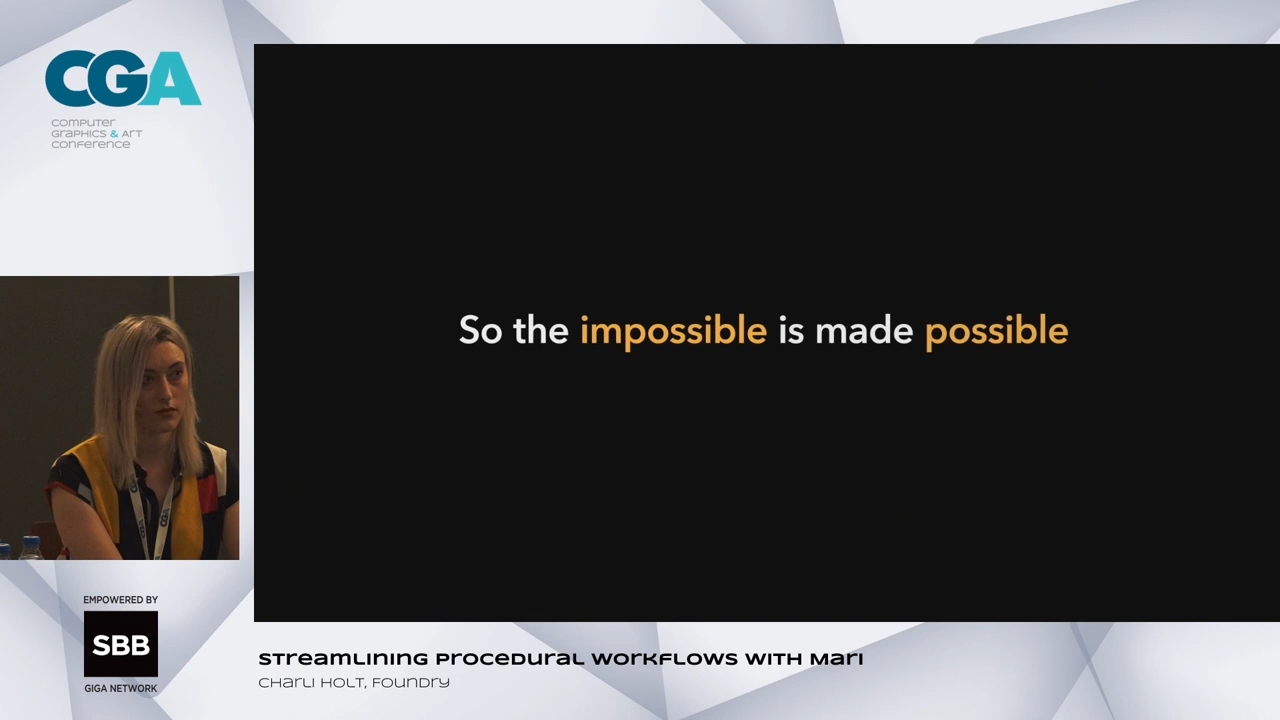 CGA
computer
graphics & art
conference
So the impossible is made possible
EMPOWERED BY
SBB
GIGA NETWORK
streamlining procedural workflows with mari
charli holt, foundry